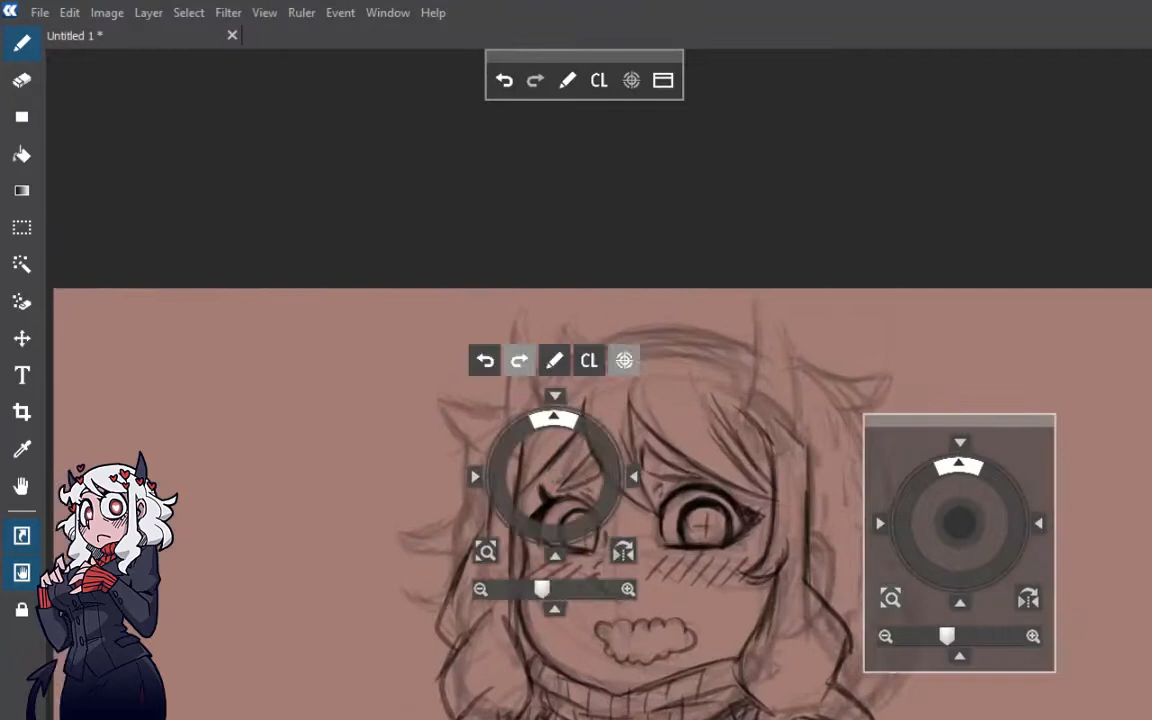 File Edit Image Layer Select Filter View Ruler Event Window Help
Untitled 1 *
CL
CL
T